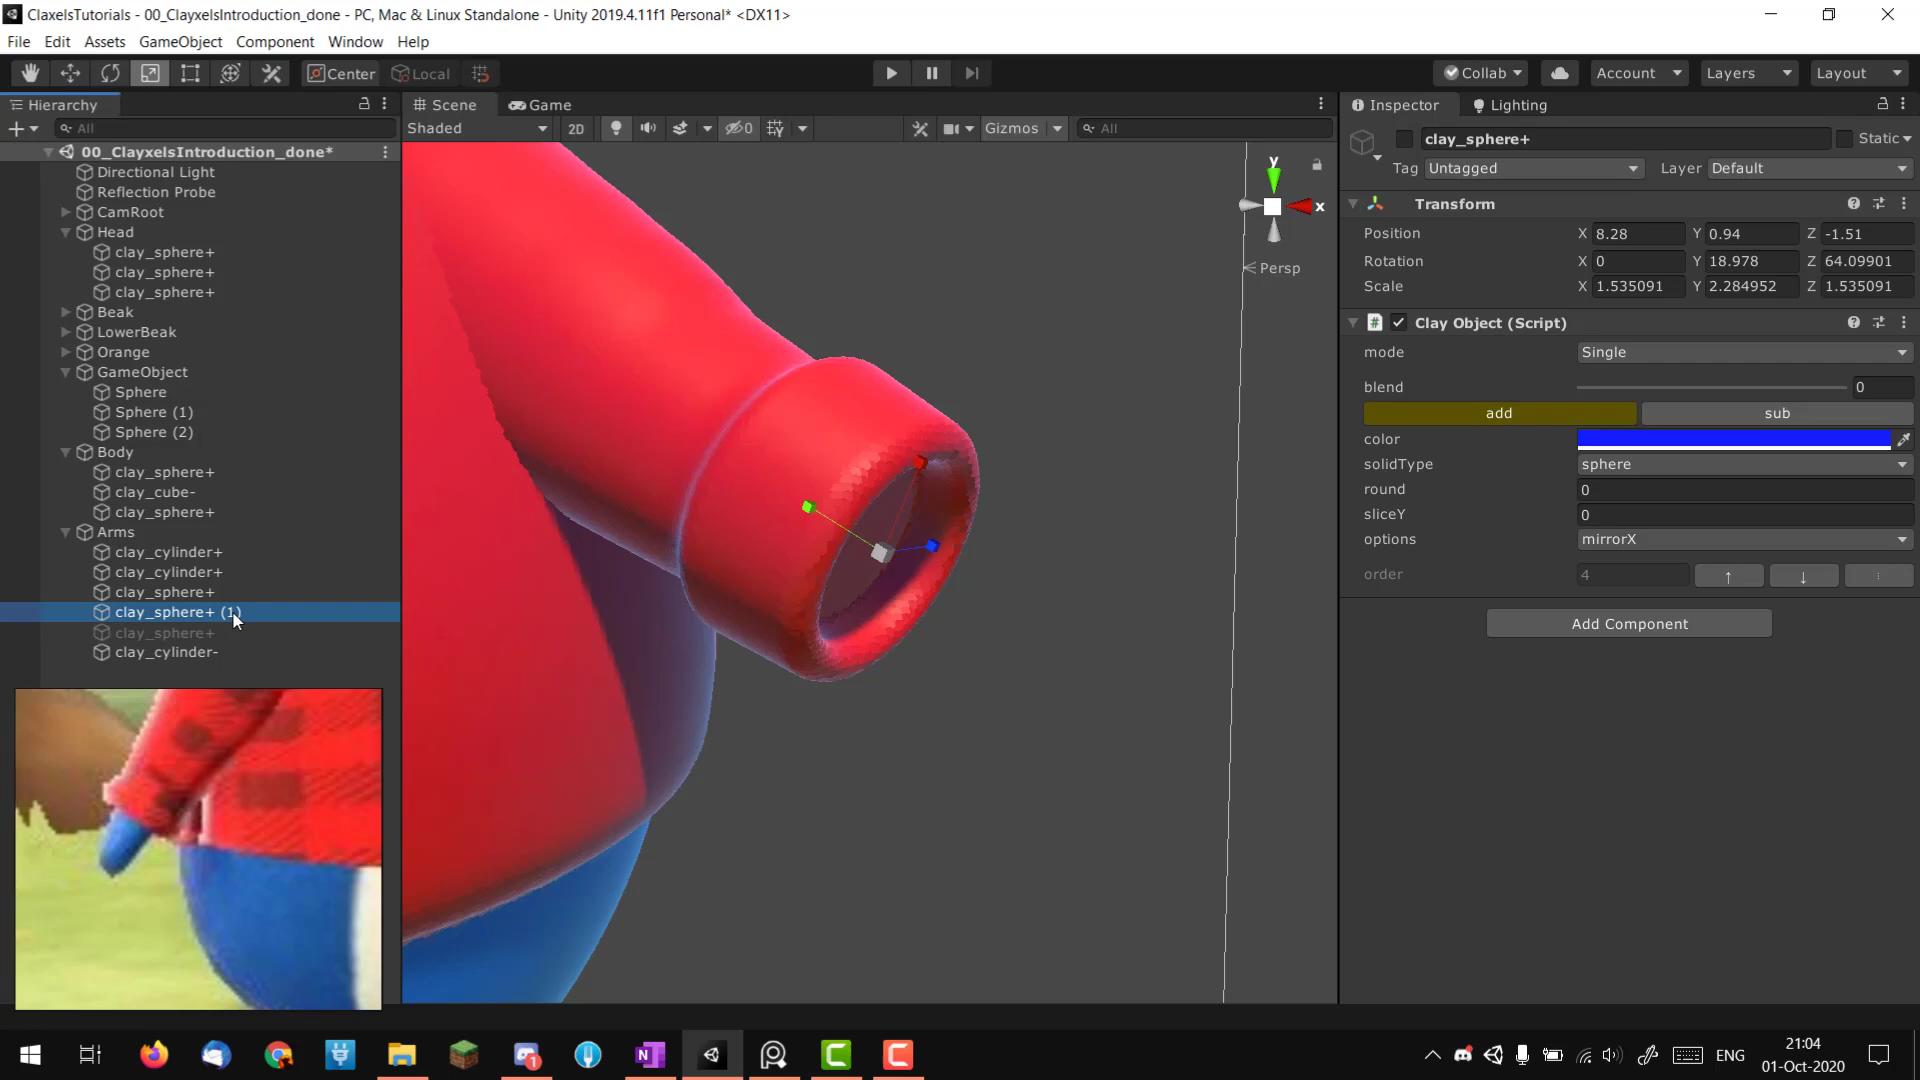 ClaxelsTutorials - 00_ClayxelsIntroduction_done - PC, Mac & Linux Standalone - Unity 2019.4.11f1 Personal* <DX11>
File Edit Assets GameObject Component Window Help
Center Local Collab Account Layers Layout
Hierarchy Scene Game Inspector Lighting
All Shaded 2D 0 Gizmos All
clay_sphere+ Static
Tag Untagged Layer Default
00_ClayxelsIntroduction_done*
Directional Light
Reflection Probe
CamRoot
Head
clay_sphere+
clay_sphere+
clay_sphere+
Beak
LowerBeak
Orange
GameObject
Sphere
Sphere (1)
Sphere (2)
Body
clay_sphere+
clay_cube-
clay_sphere+
Arms
clay_cylinder+
clay_cylinder+
clay_sphere+
clay_sphere+ (1)
clay_sphere+
clay_cylinder-
y
x
Persp
Transform
Position X 8.28 Y 0.94 Z -1.51
Rotation X 0 Y 18.978 Z 64.09901
Scale X 1.535091 Y 2.284952 Z 1.535091
Clay Object (Script)
mode Single
blend 0
add sub
color
solidType sphere
round 0
sliceY 0
options mirrorX
order 4 ↑ ↓ ⁝
Add Component
ENG
21:04
01-Oct-2020